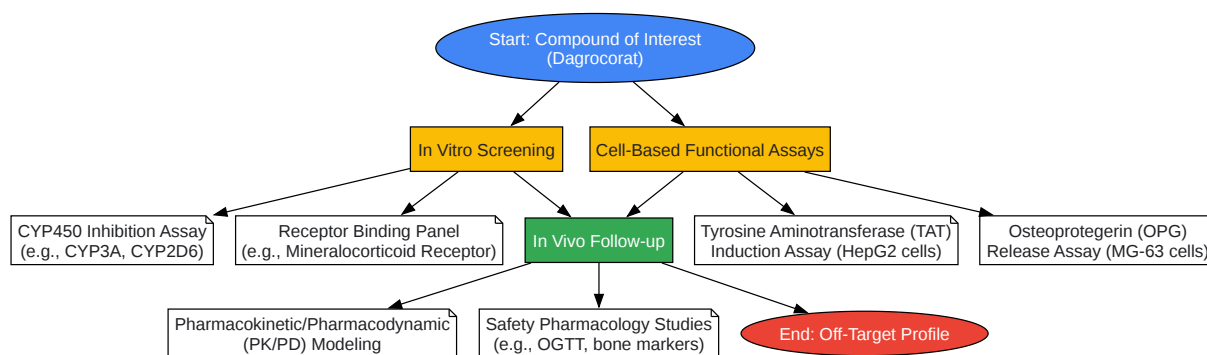 Start: Compound of Interest
(Dagrocorat)
In Vitro Screening
Cell-Based Functional Assays
CYP450 Inhibition Assay
(e.g., CYP3A, CYP2D6)
Receptor Binding Panel
(e.g., Mineralocorticoid Receptor)
In Vivo Follow-up
Tyrosine Aminotransferase (TAT)
Induction Assay (HepG2 cells)
Osteoprotegerin (OPG)
Release Assay (MG-63 cells)
Pharmacokinetic/Pharmacodynamic
(PK/PD) Modeling
Safety Pharmacology Studies
(e.g., OGTT, bone markers)
End: Off-Target Profile